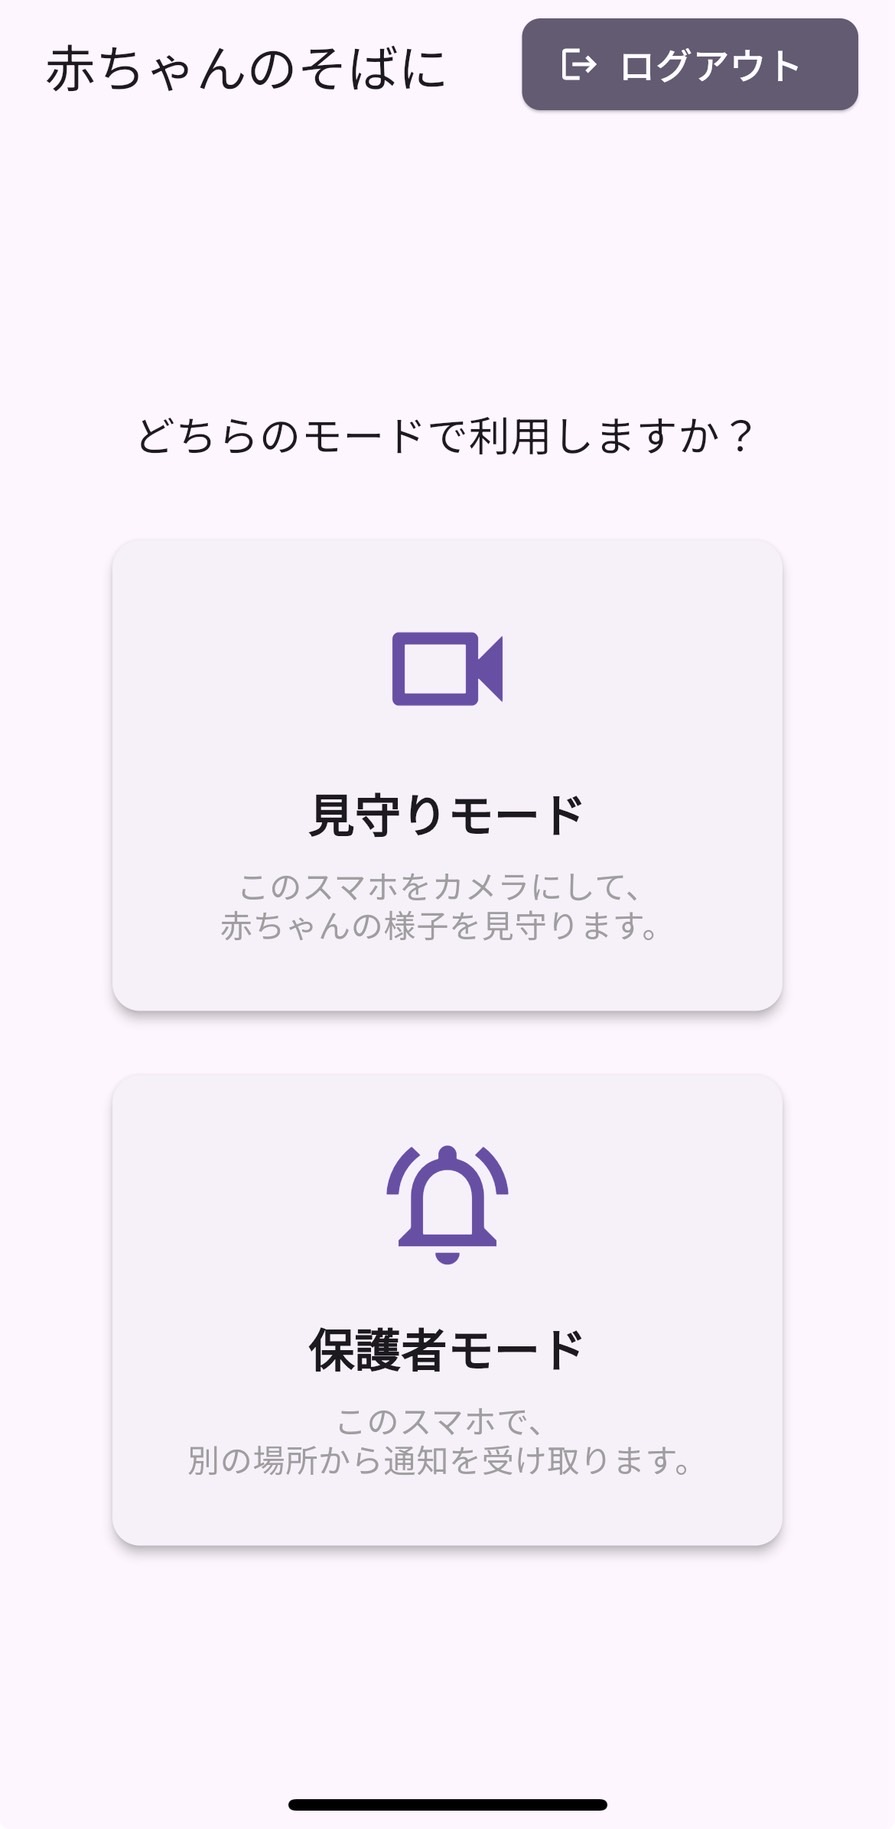 赤ちゃんのそばに
ログアウト
どちらのモードで利用しますか？
見守りモード
このスマホをカメラにして、
赤ちゃんの様子を見守ります。
保護者モード
このスマホで、
別の場所から通知を受け取ります。